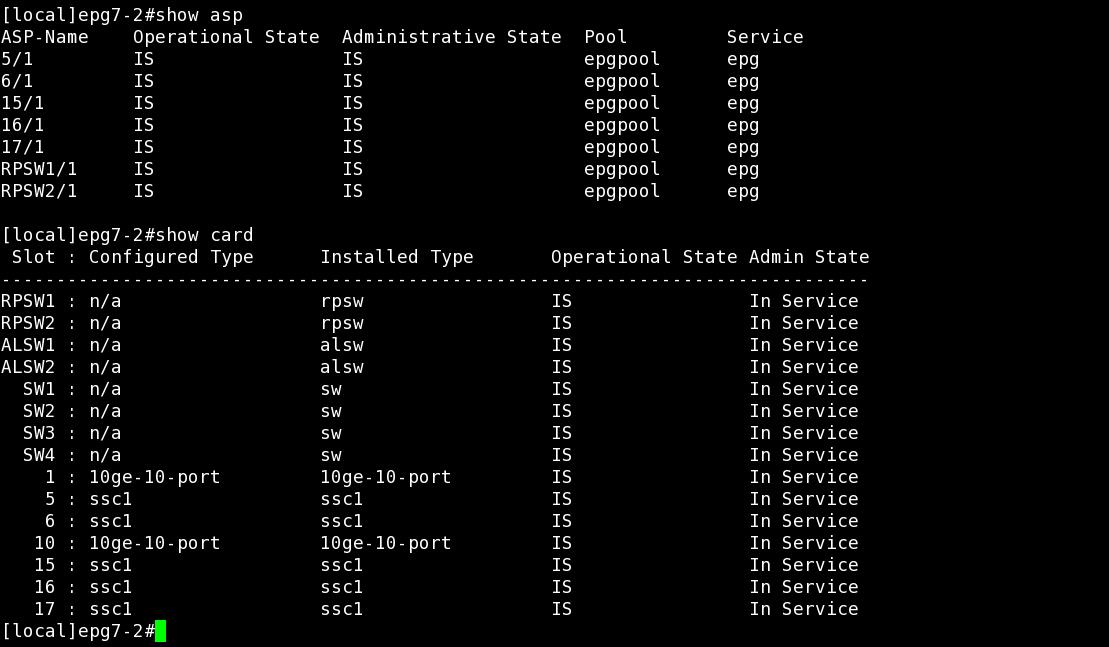 [local]epg7-2#show asp
ASP-Name    Operational State  Administrative State  Pool         Service
5/1         IS                 IS                    epgpool      epg
6/1         IS                 IS                    epgpool      epg
15/1        IS                 IS                    epgpool      epg
16/1        IS                 IS                    epgpool      epg
17/1        IS                 IS                    epgpool      epg
RPSW1/1     IS                 IS                    epgpool      epg
RPSW2/1     IS                 IS                    epgpool      epg

[local]epg7-2#show card
 Slot : Configured Type      Installed Type       Operational State Admin State
-------------------------------------------------------------------------------
RPSW1 : n/a                  rpsw                 IS                In Service
RPSW2 : n/a                  rpsw                 IS                In Service
ALSW1 : n/a                  alsw                 IS                In Service
ALSW2 : n/a                  alsw                 IS                In Service
  SW1 : n/a                  sw                   IS                In Service
  SW2 : n/a                  sw                   IS                In Service
  SW3 : n/a                  sw                   IS                In Service
  SW4 : n/a                  sw                   IS                In Service
    1 : 10ge-10-port         10ge-10-port         IS                In Service
    5 : ssc1                 ssc1                 IS                In Service
    6 : ssc1                 ssc1                 IS                In Service
   10 : 10ge-10-port         10ge-10-port         IS                In Service
   15 : ssc1                 ssc1                 IS                In Service
   16 : ssc1                 ssc1                 IS                In Service
   17 : ssc1                 ssc1                 IS                In Service
[local]epg7-2#